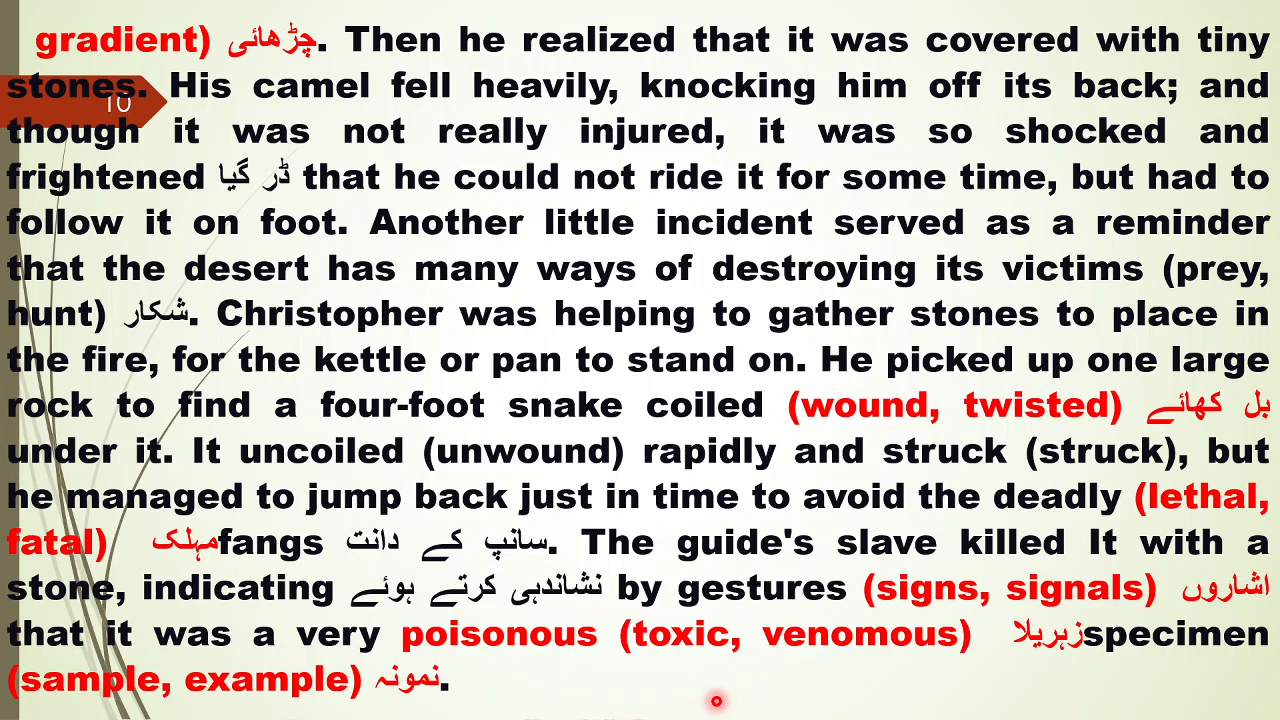 gradient) چڑھائی. Then he realized that it was covered with tiny
stones. His camel fell heavily, knocking him off its back; and
10
though it was not really injured, it was so shocked and
frightened ڈر گیا that he could not ride it for some time, but had to
follow it on foot. Another little incident served as a reminder
that the desert has many ways of destroying its victims (prey,
hunt) شکار. Christopher was helping to gather stones to place in
the fire, for the kettle or pan to stand on. He picked up one large
rock to find a four-foot snake coiled (wound, twisted) بل کھائے
under it. It uncoiled (unwound) rapidly and struck (struck), but
he managed to jump back just in time to avoid the deadly (lethal,
fatal) مہلک fangs سانپ کے دانت. The guide's slave killed It with a
stone, indicating نشاندہی کرتے ہوئے by gestures (signs, signals) اشاروں
that it was a very poisonous (toxic, venomous) زہریلا specimen
(sample, example) نمونہ.